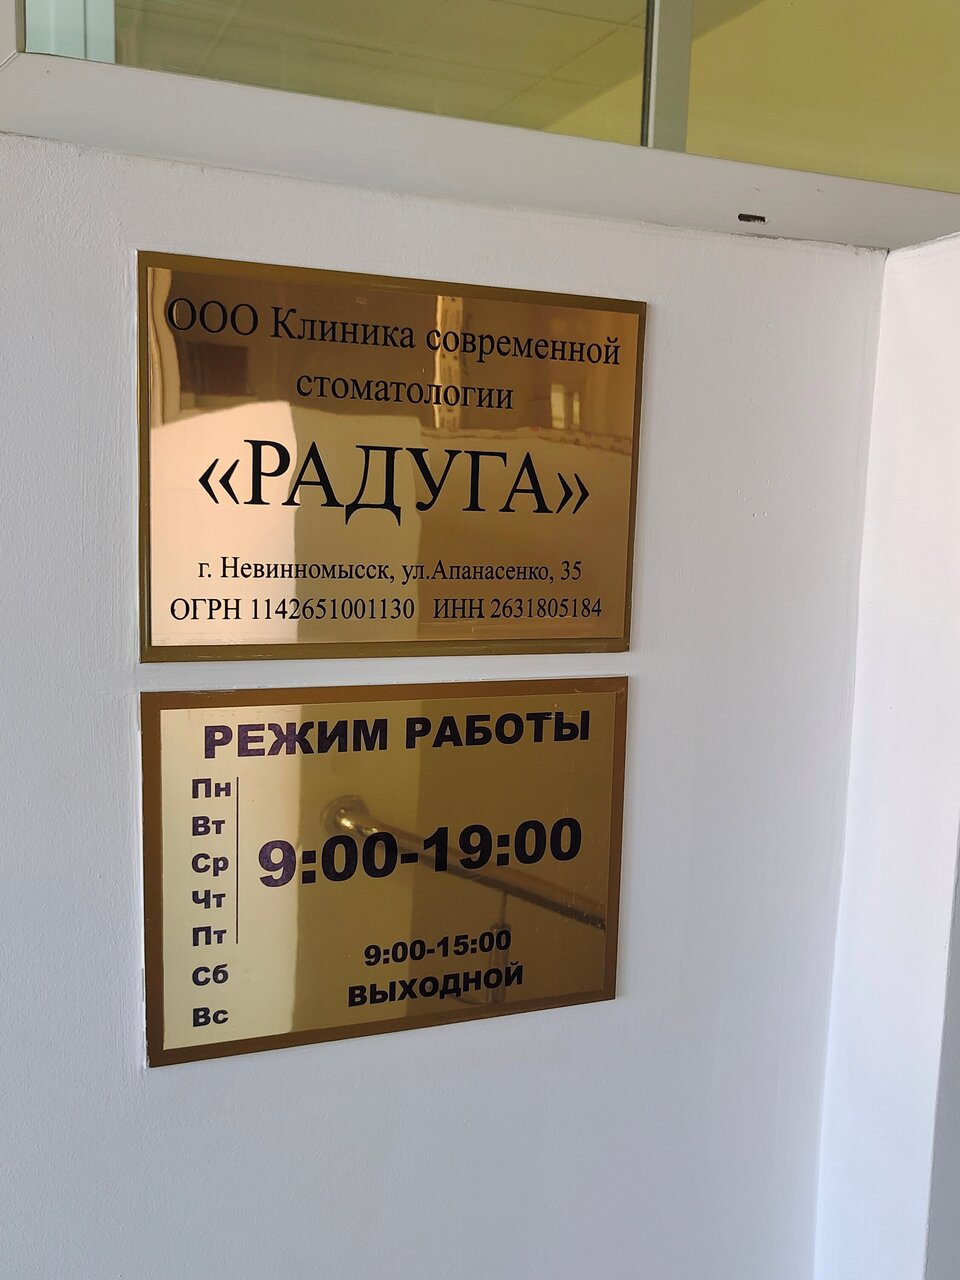 ООО Клиника современной
стоматологии
«РАДУГА»
г. Невинномысск, ул.Апанасенко, 35
ОГРН 1142651001130 ИНН 2631805184
РЕЖИМ РАБОТЫ
Пн
Вт
Ср 9:00-19:00
Чт
Пт
Сб 9:00-15:00
Вс ВЫХОДНОЙ